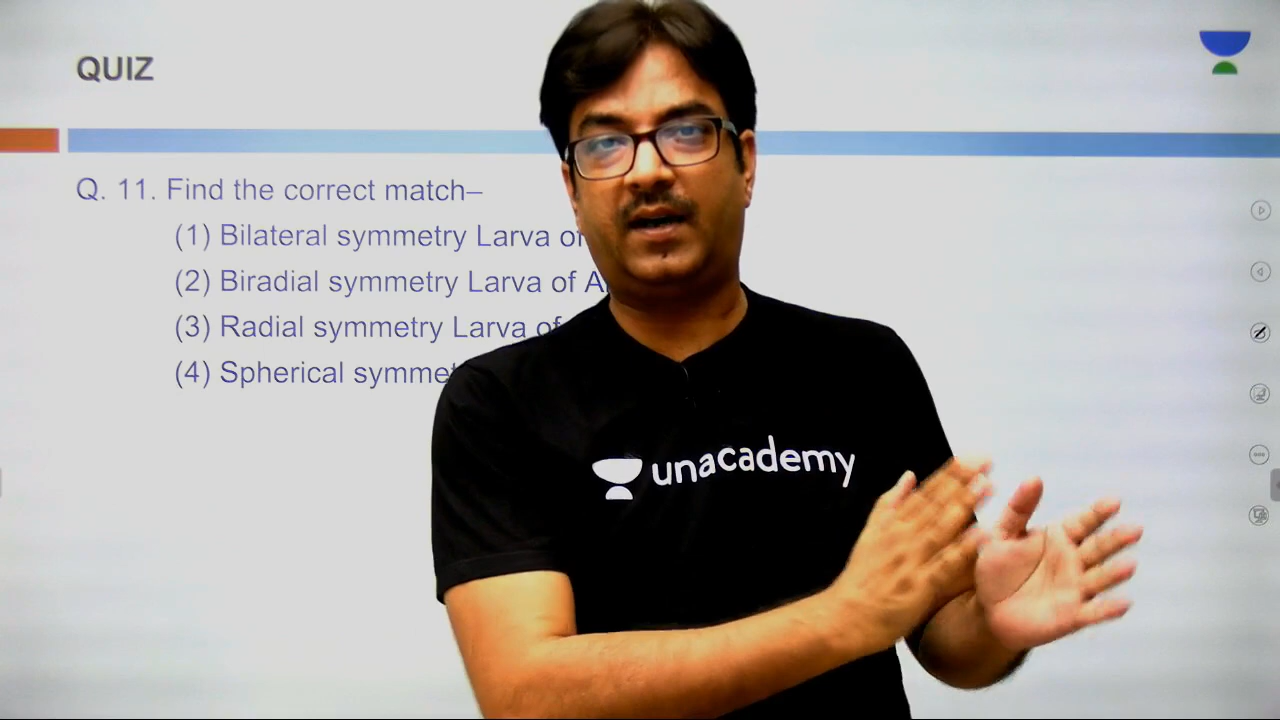 QUIZ
Q. 11. Find the correct match–
(1) Bilateral symmetry Larva of
(2) Biradial symmetry Larva of
(3) Radial symmetry Larva of
(4) Spherical
unacademy